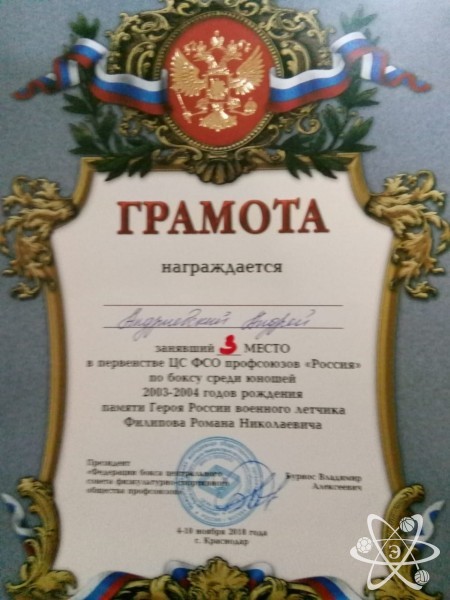 ГРАМОТА
награждается
Андриевский Андрей
занявший 3 МЕСТО
в первенстве ЦС ФСО профсоюзов «Россия»
по боксу среди юношей
2003-2004 годов рождения
памяти Героя России военного летчика
Филипова Романа Николаевича
Президент
«Федерации бокса центрального
совета физкультурно-спортивного
общества профсоюзов»
Бурнос Владимир
Алексеевич
4-10 ноября 2018 года
г. Краснодар
Э